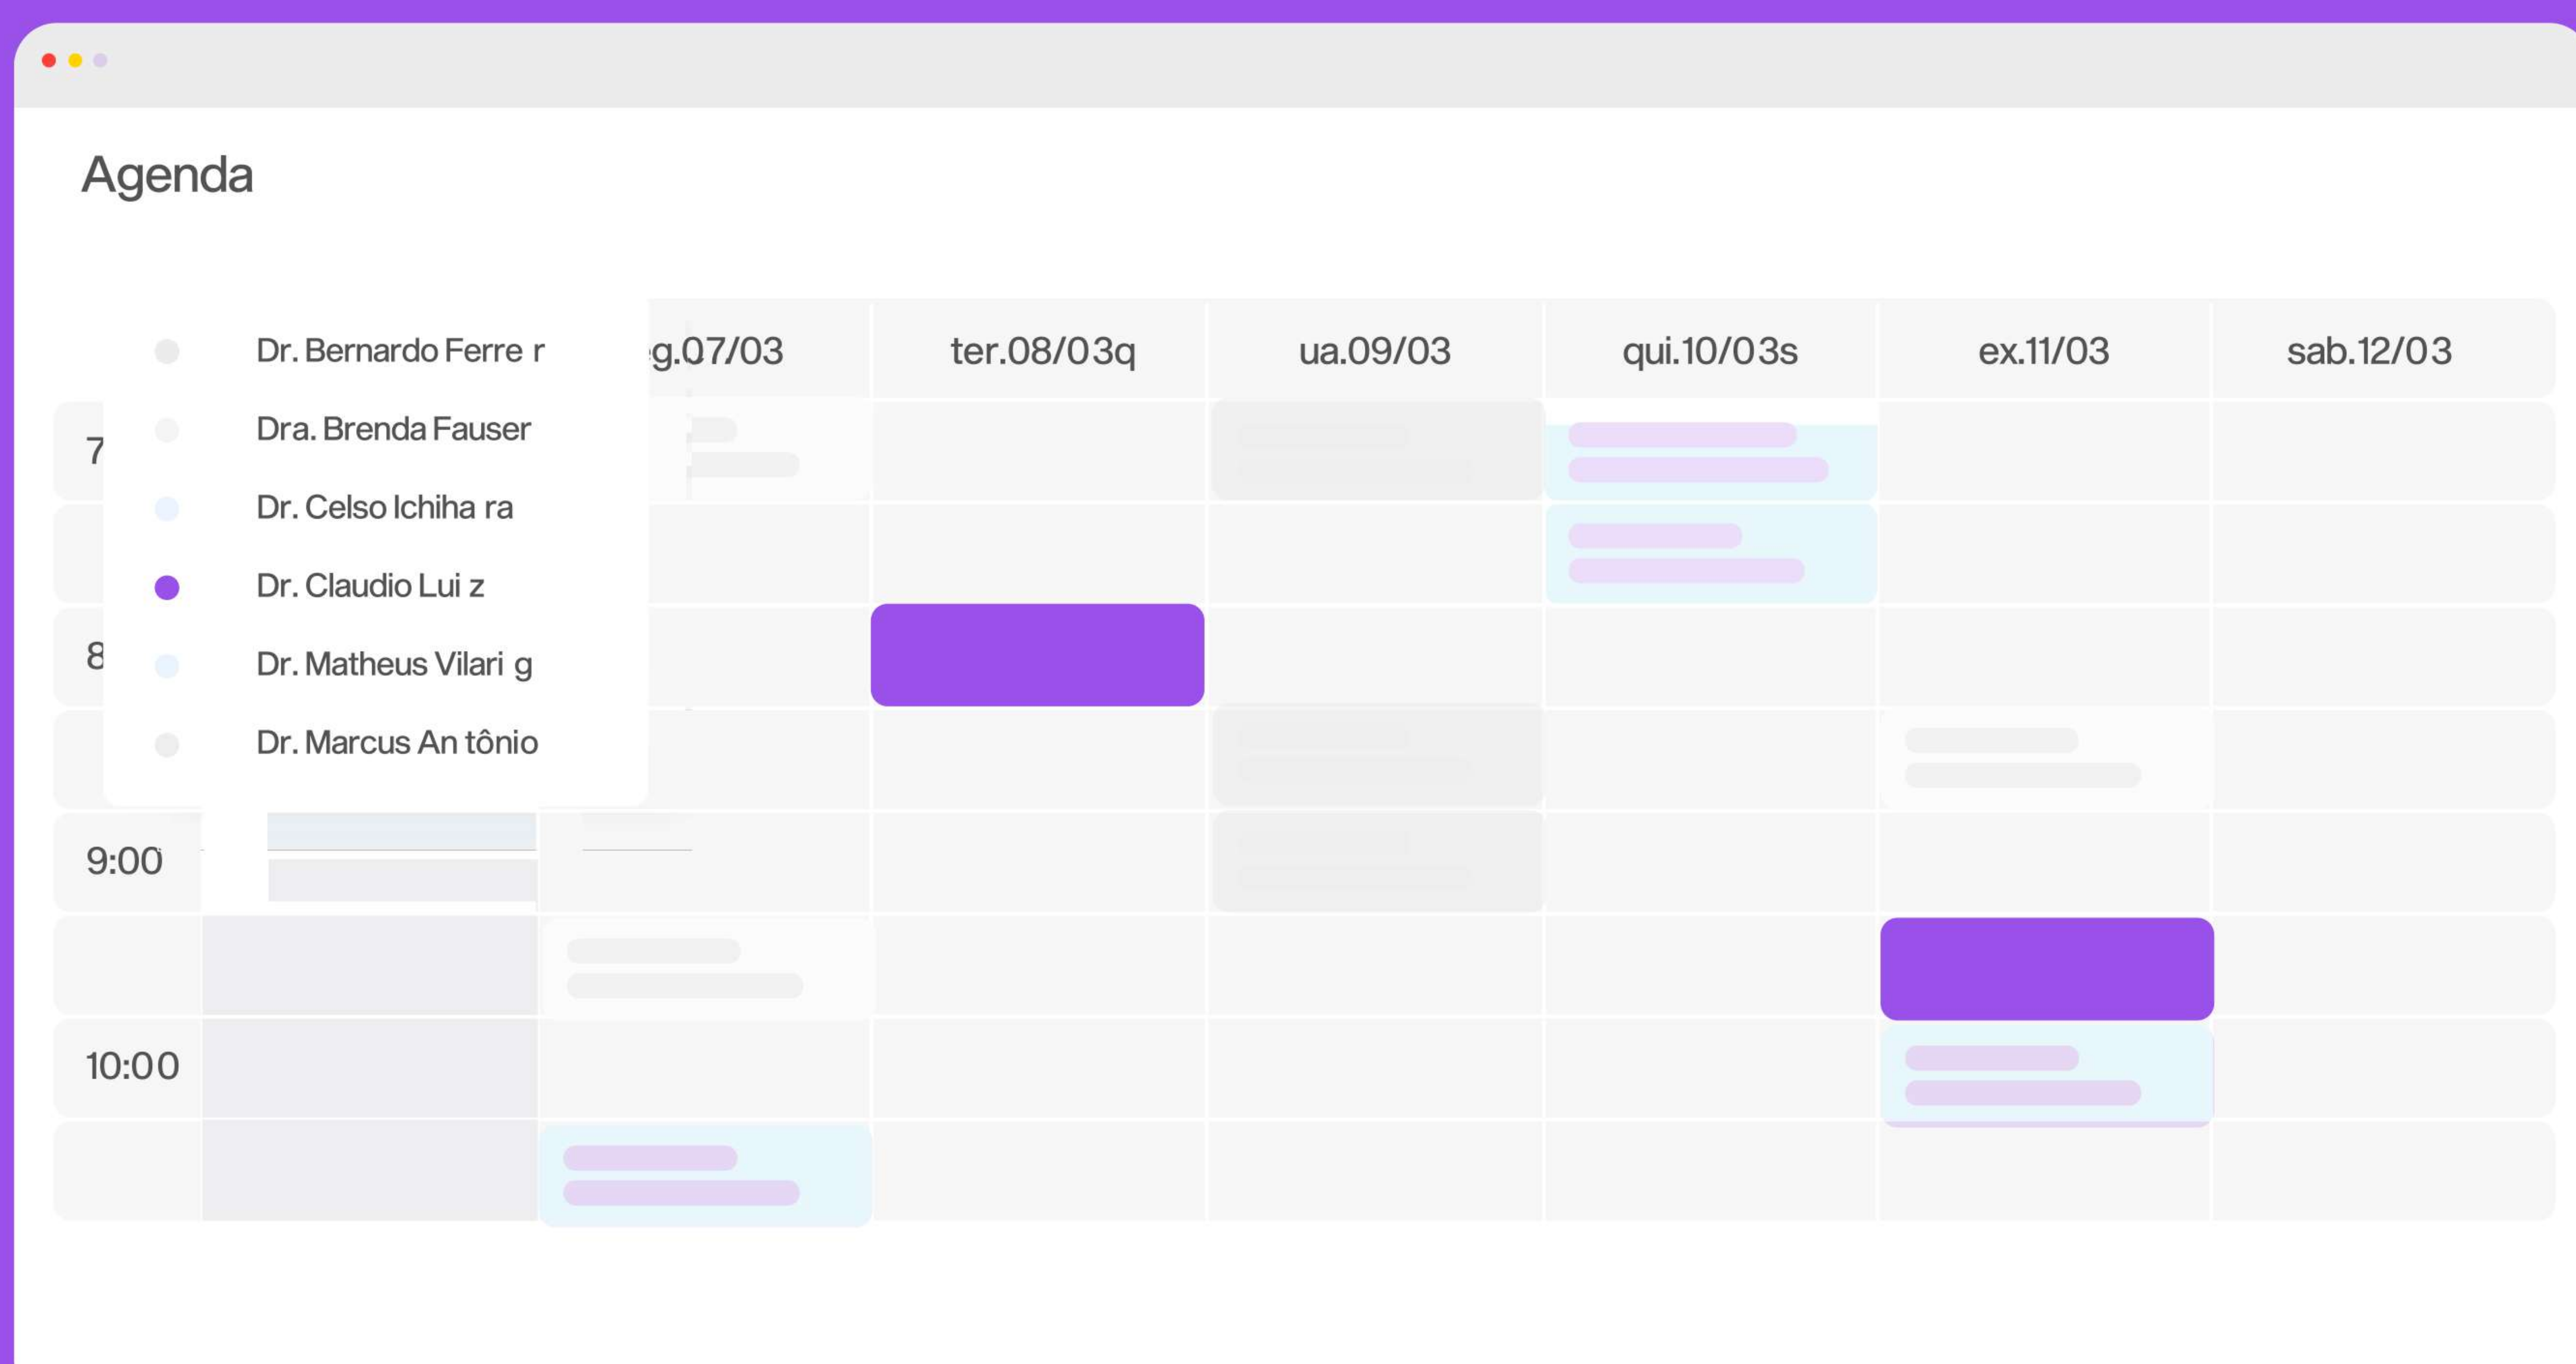 Agenda
Dr. Bernardo Ferre r
Dra. Brenda Fauser
Dr. Celso Ichiha ra
Dr. Claudio Lui z
Dr. Matheus Vilari g
Dr. Marcus An tônio
g.07/03 ter.08/03q ua.09/03 qui.10/03s ex.11/03 sab.12/03
7
8
9:00
10:00